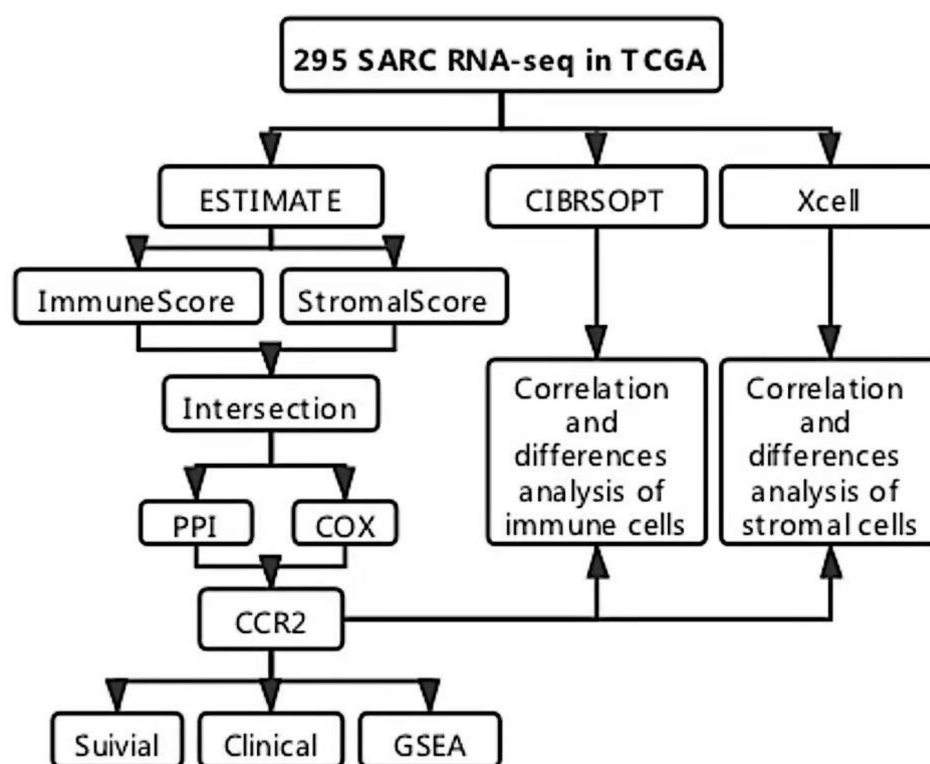 295 SARC RNA-seq in TCGA
ESTIMATE
CIBRSOPT
Xcell
ImmuneScore
StromalScore
Intersection
Correlation
and
differences
analysis of
immune cells
Correlation
and
differences
analysis of
stromal cells
PPI
COX
CCR2
Suivial
Clinical
GSEA